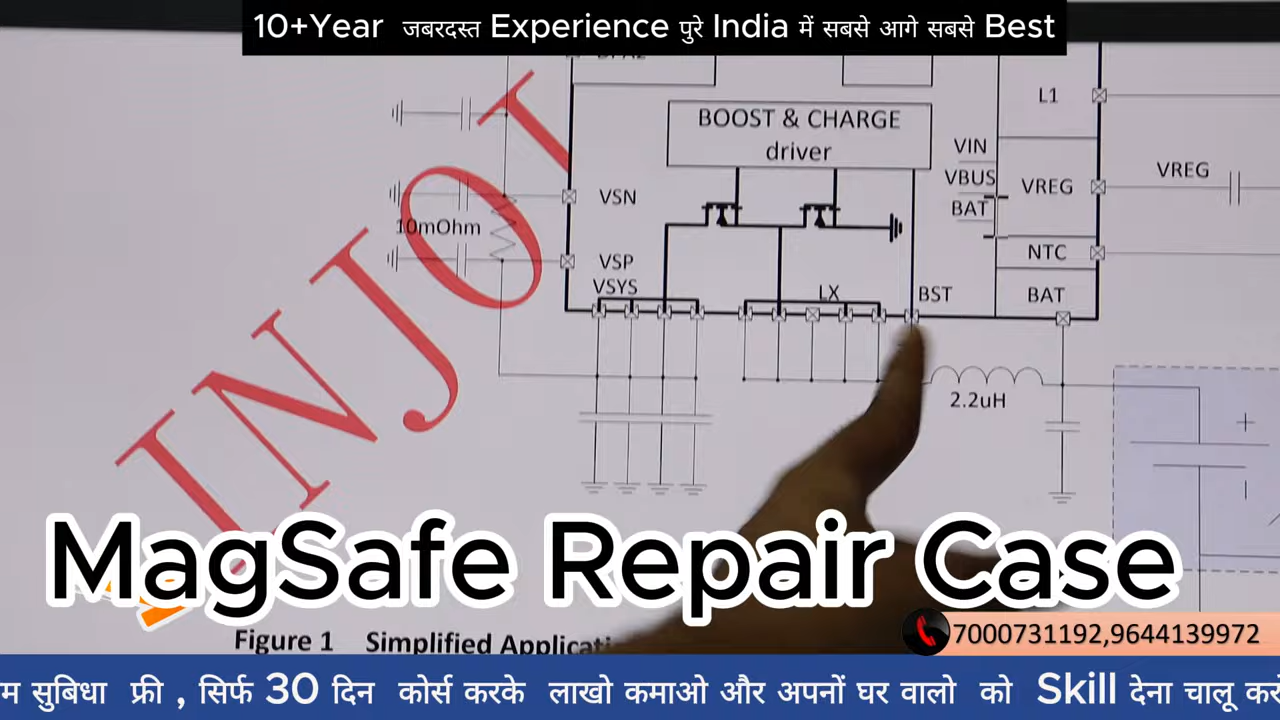 10+Year जबरदस्त Experience पुरे India में सबसे आगे सबसे Best
L1
BOOST & CHARGE
driver
VIN
VBUS
BAT
VREG
VREG
VSN
10mOhm
NTC
VSP
VSYS
LX
BST
BAT
2.2uH
INJOI
MagSafe Repair Case
7000731192,9644139972
Figure 1 Simplified
सुबिधा फ्री , सिर्फ 30 दिन कोर्स करके लाखो कमाओ और अपनों घर वालो को Skill देना चालू